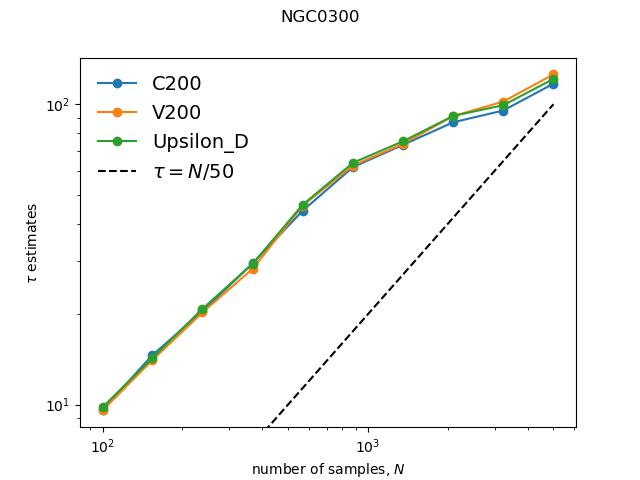 NGC0300
C200
V200
Upsilon_D
τ = N/50
10²
10¹
τ estimates
10²
10³
number of samples, N